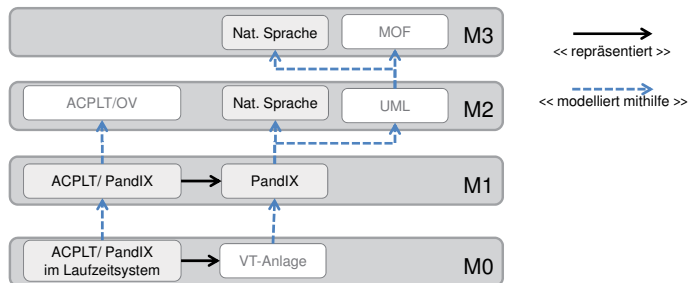 Nat. Sprache
MOF
M3
<< repräsentiert >>
ACPLT/OV
Nat. Sprache
UML
M2
<< modelliert mithilfe >>
ACPLT/ PandIX
PandIX
M1
ACPLT/ PandIX
im Laufzeitsystem
VT-Anlage
M0